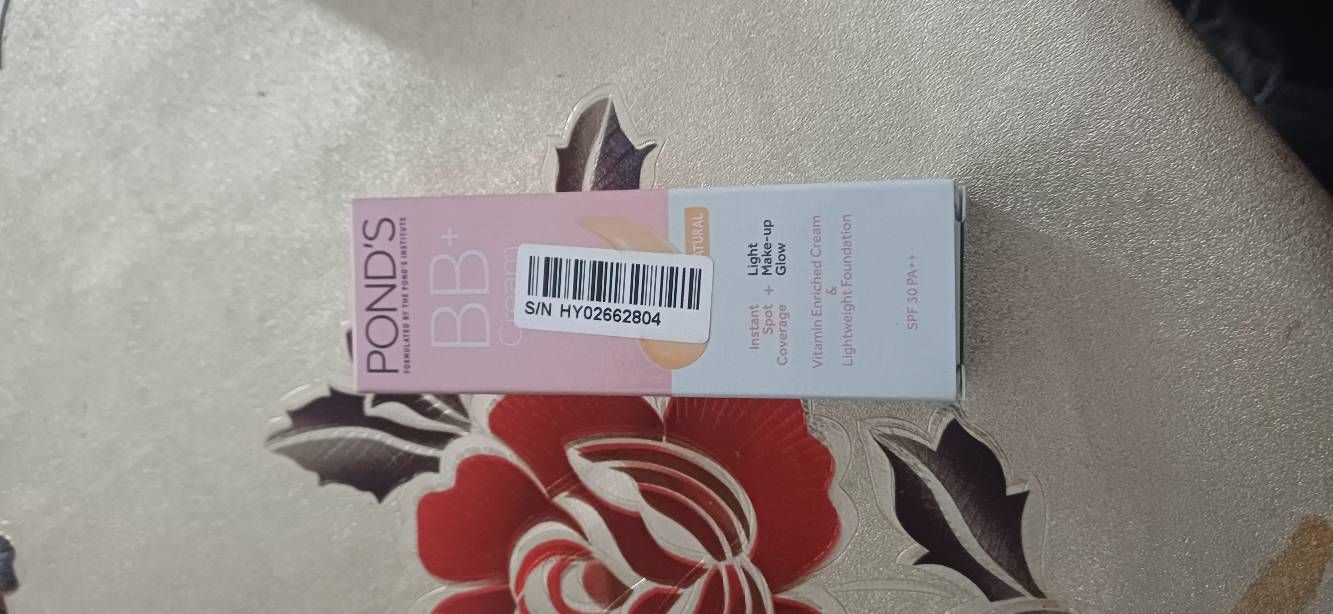 POND'S
FORMULATED BY THE POND'S INSTITUTE
BB+
Cream
S/N HY02662804
Instant
Spot
Coverage
+
Light
Make-up
Glow
Vitamin Enriched Cream
&
Lightweight Foundation
SPF 30 PA++